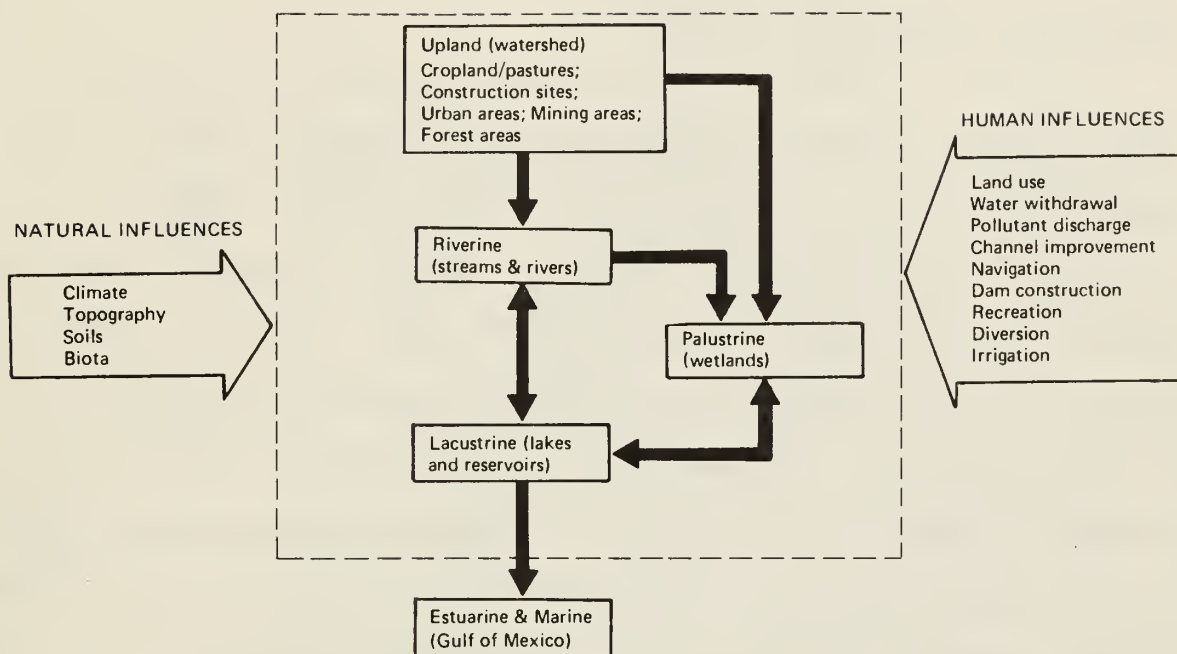 Upland (watershed)
Cropland/pastures;
Construction sites;
Urban areas; Mining areas;
Forest areas
HUMAN INFLUENCES
Land use
Water withdrawal
Pollutant discharge
Channel improvement
Navigation
Dam construction
Recreation
Diversion
Irrigation
NATURAL INFLUENCES
Climate
Topography
Soils
Biota
Riverine
(streams & rivers)
Palustrine
(wetlands)
Lacustrine (lakes
and reservoirs)
Estuarine & Marine
(Gulf of Mexico)